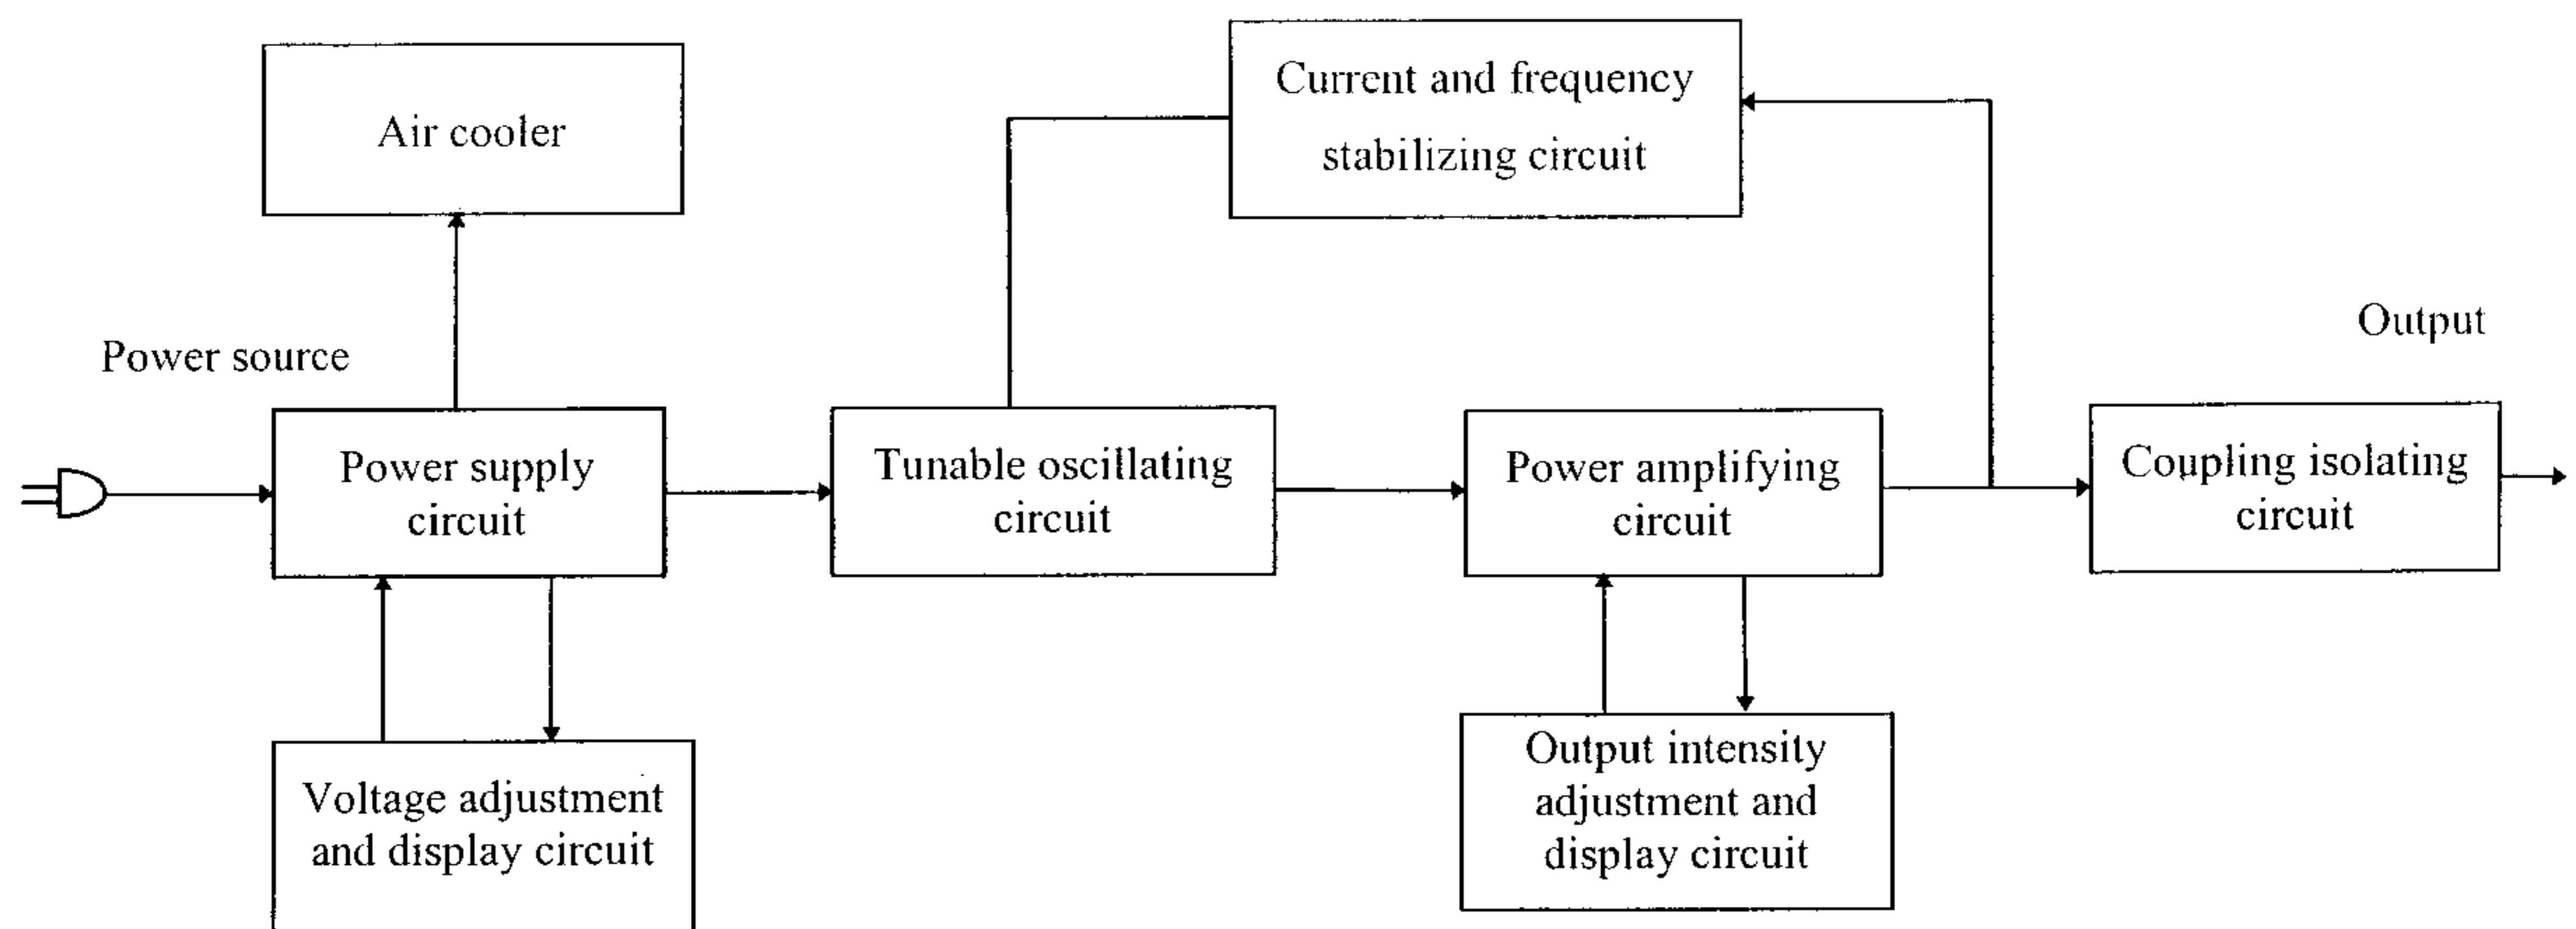 Air cooler
Current and frequency
stabilizing circuit
Power source
Output
Power supply
circuit
Tunable oscillating
circuit
Power amplifying
circuit
Coupling isolating
circuit
Voltage adjustment
and display circuit
Output intensity
adjustment and
display circuit